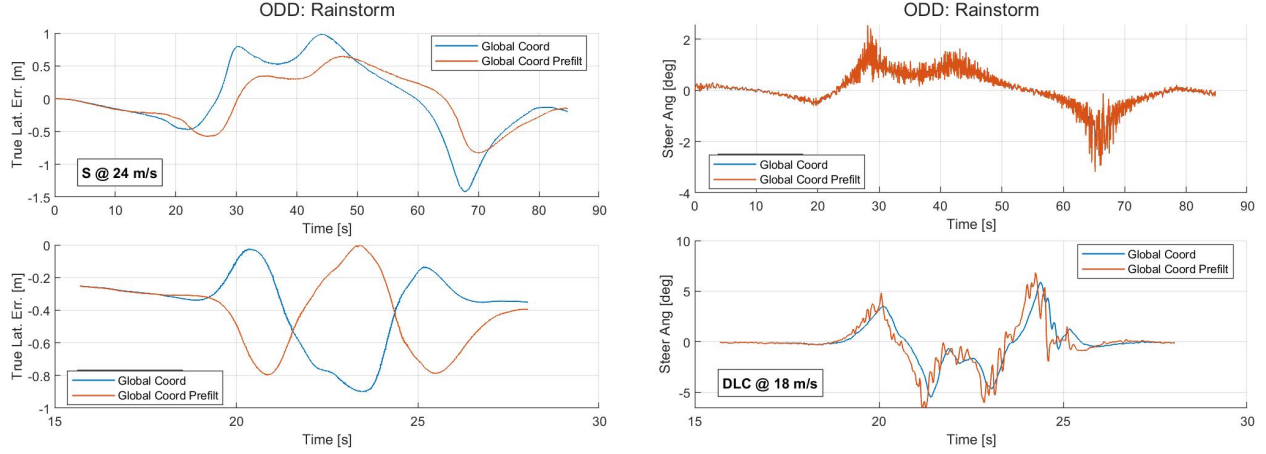 ODD: Rainstorm
True Lat. Err. [m]
1
0.5
0
-0.5
-1
-1.5
Global Coord
Global Coord Prefilt
S @ 24 m/s
0 10 20 30 40 50 60 70 80 90
Time [s]
ODD: Rainstorm
Steer Ang [deg]
2
0
-2
-4
Global Coord
Global Coord Prefilt
0 10 20 30 40 50 60 70 80 90
Time [s]
True Lat. Err. [m]
0
-0.2
-0.4
-0.6
-0.8
-1
Global Coord
Global Coord Prefilt
15 20 25 30
Time [s]
Steer Ang [deg]
10
5
0
-5
Global Coord
Global Coord Prefilt
DLC @ 18 m/s
15 20 25 30
Time [s]